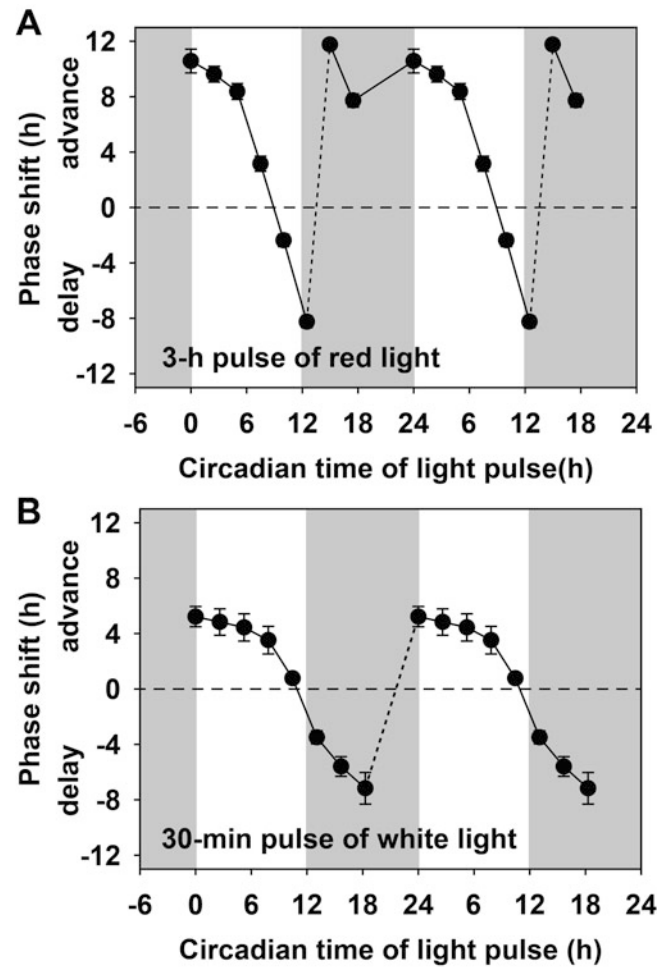 A
12
8
4
0
-4
-8
-12
Phase shift (h)
delay advance
3-h pulse of red light
-6 0 6 12 18 24 6 12 18 24
Circadian time of light pulse(h)
B
12
8
4
0
-4
-8
-12
Phase shift (h)
delay advance
30-min pulse of white light
-6 0 6 12 18 24 6 12 18 24
Circadian time of light pulse (h)